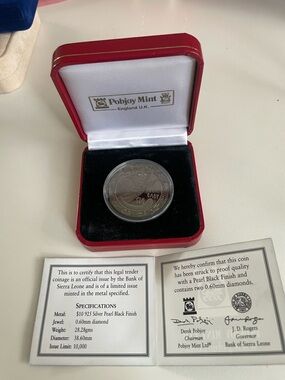 Pobjoy Mint
England U.K.
This is to certify that this legal tender
coinage is an official issue by the Bank of
Sierra Leone and is of a limited issue
minted in the metal specified.
SPECIFICATIONS
Metal: $10 925 Silver Pearl Black Finish
Jewel: 0.60mm diamond
Weight: 28.28gms
Diameter: 38.60mm
Issue Limit: 10,000
We hereby confirm that this coin
has been struck to proof quality
with a Pearl Black Finish and
contains two 0.60mm diamonds.
Derek Pobjoy
Chairman
Pobjoy Mint Ltd
J. D. Rogers
Governor
Bank of Sierra Leone